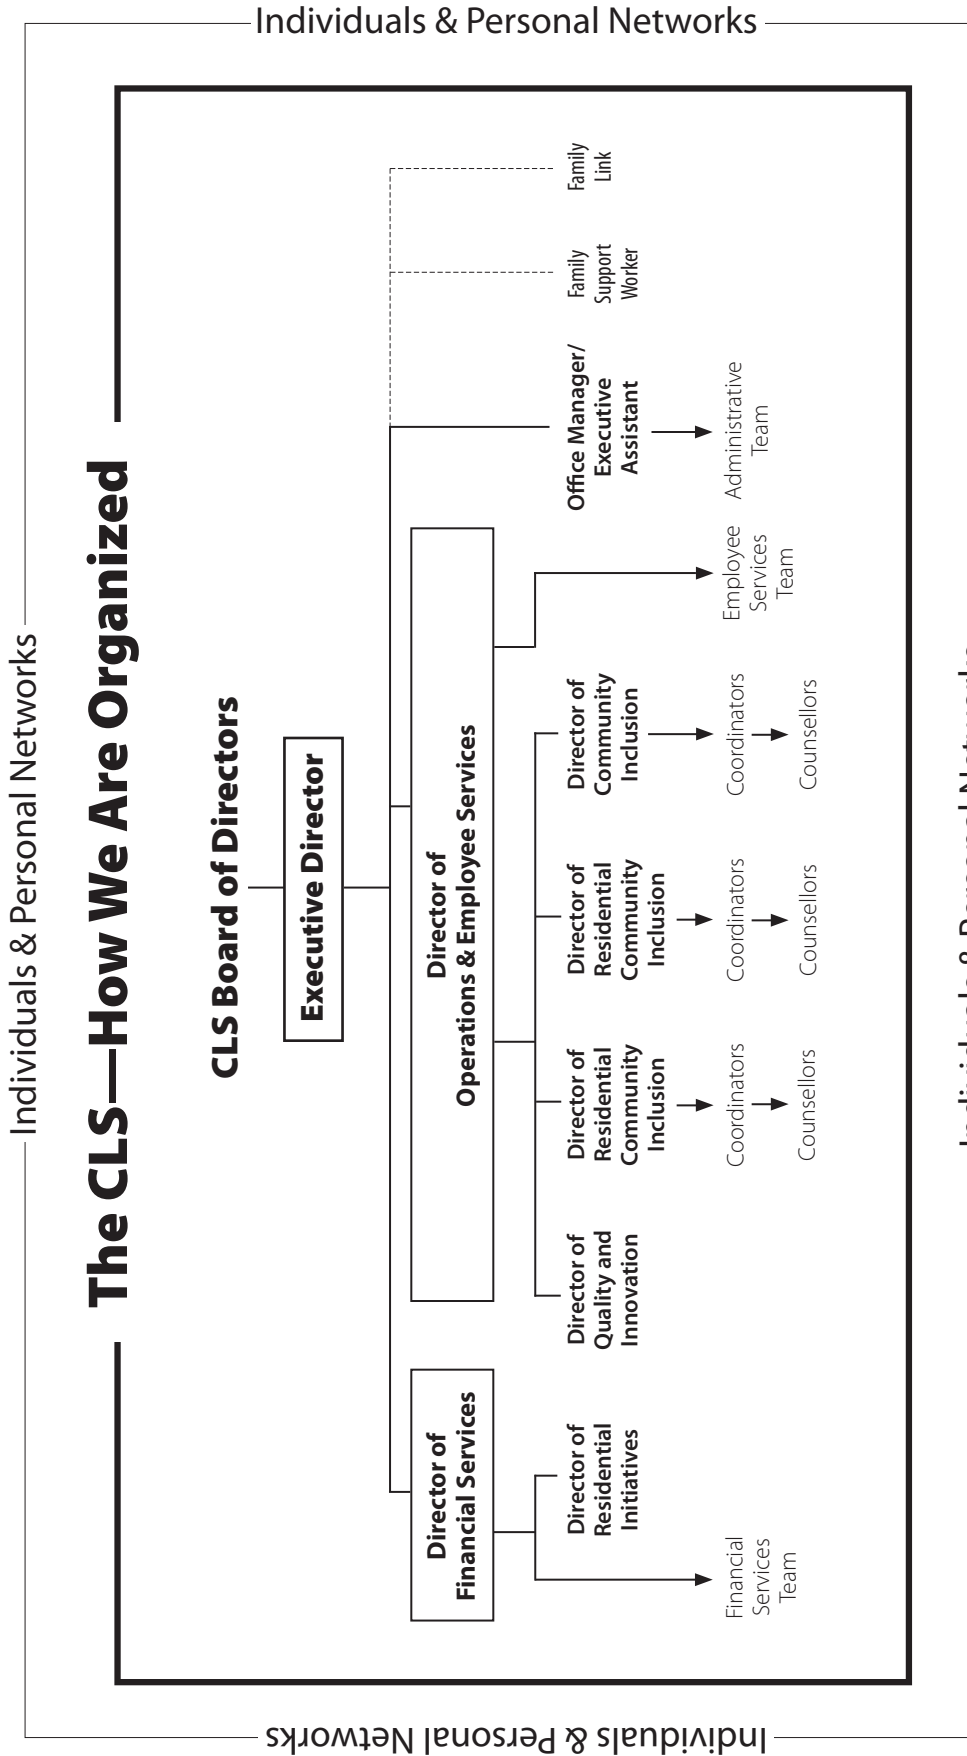 Individuals & Personal Networks
The CLS—How We Are Organized
Individuals & Personal Networks
Individuals & Personal Networks
CLS Board of Directors
Executive Director
Director of
Financial Services
Director of
Operations & Employee Services
Director of
Residential
Initiatives
Director of
Quality and
Innovation
Director of
Residential
Community
Inclusion
Director of
Residential
Community
Inclusion
Director of
Community
Inclusion
Office Manager/
Executive
Assistant
Family
Support
Worker
Family
Link
Financial
Services
Team
Coordinators
Counsellors
Coordinators
Counsellors
Coordinators
Counsellors
Employee
Services
Team
Administrative
Team
Individuals & Personal Networks